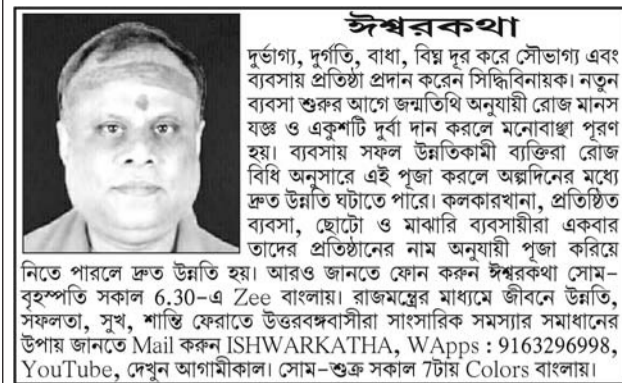 ঈশ্বরকথা
দুর্ভাগ্য, দুর্গতি, বাধা, বিঘ্ন দূর করে সৌভাগ্য এবং
ব্যবসায় প্রতিষ্ঠা প্রদান করেন সিদ্ধিবিনায়ক। নতুন
ব্যবসা শুরুর আগে জন্মতিথি অনুযায়ী রোজ মানস
যজ্ঞ ও একুশটি দুর্বা দান করলে মনোবাঞ্ছা পূরণ
হয়। ব্যবসায় সফল উন্নতিকামী ব্যক্তিরা রোজ
বিধি অনুসারে এই পূজা করলে অল্পদিনের মধ্যে
দ্রুত উন্নতি ঘটাতে পারে। কলকারখানা, প্রতিষ্ঠিত
ব্যবসা, ছোটো ও মাঝারি ব্যবসায়ীরা একবার
তাদের প্রতিষ্ঠানের নাম অনুযায়ী পূজা করিয়ে
নিতে পারলে দ্রুত উন্নতি হয়। আরও জানতে ফোন করুন ঈশ্বরকথা সোম-
বৃহস্পতি সকাল 6.30-এ Zee বাংলায়। রাজমন্ত্রের মাধ্যমে জীবনে উন্নতি,
সফলতা, সুখ, শান্তি ফেরাতে উত্তরবঙ্গবাসীরা সাংসারিক সমস্যার সমাধানের
উপায় জানতে Mail করুন ISHWARKATHA, WApps : 9163296998,
YouTube, দেখুন আগামীকাল। সোম-শুক্র সকাল 7টায় Colors বাংলায়।